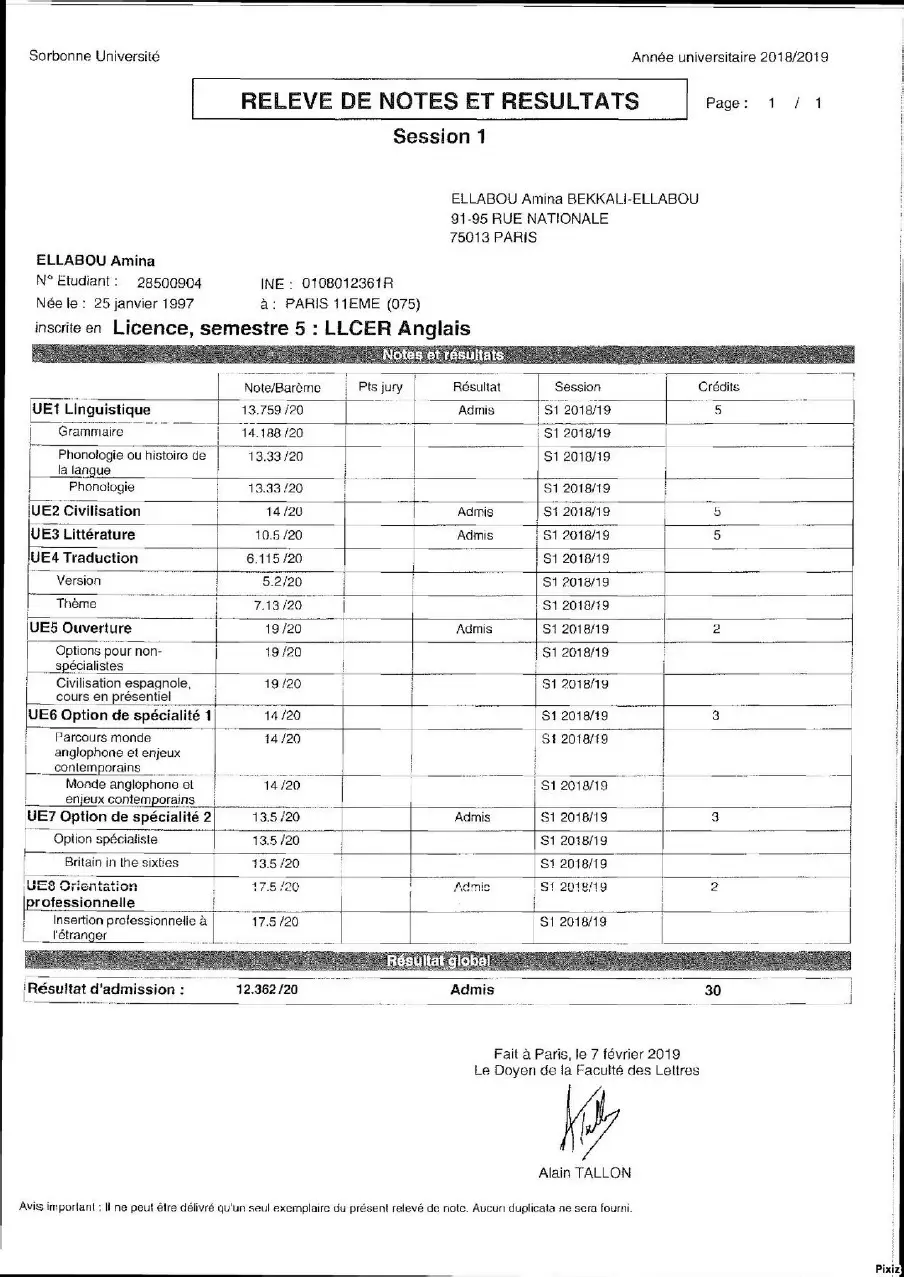 Sorbonne Université
Année universitaire 2018/2019
RELEVE DE NOTES ET RESULTATS
Page : 1 / 1
Session 1
ELLABOU Amina BEKKALI-ELLABOU
91-95 RUE NATIONALE
75013 PARIS
ELLABOU Amina
N° Etudiant : 28500904 INE : 0108012361R
Née le : 25 janvier 1997 à : PARIS 11EME (075)
inscrite en Licence, semestre 5 : LLCER Anglais
Notes et résultats
Note/Barème Pts jury Résultat Session Crédits
UE1 Linguistique 13.759 /20 Admis S1 2018/19 5
Grammaire 14.188 /20 S1 2018/19
Phonologie ou histoire de 13.33 /20 S1 2018/19
la langue
Phonologie 13.33 /20 S1 2018/19
UE2 Civilisation 14 /20 Admis S1 2018/19 5
UE3 Littérature 10.5 /20 Admis S1 2018/19 5
UE4 Traduction 6.115 /20 S1 2018/19
Version 5.2/20 S1 2018/19
Thème 7.13 /20 S1 2018/19
UE5 Ouverture 19 /20 Admis S1 2018/19 2
Options pour non- 19 /20 S1 2018/19
spécialistes
Civilisation espagnole, 19 /20 S1 2018/19
cours en présentiel
UE6 Option de spécialité 1 14 /20 S1 2018/19 3
Parcours monde 14 /20 S1 2018/19
anglophone et enjeux
contemporains
Monde anglophone et 14 /20 S1 2018/19
enjeux contemporains
UE7 Option de spécialité 2 13.5 /20 Admis S1 2018/19 3
Option spécialiste 13.5 /20 S1 2018/19
Britain in the sixties 13.5 /20 S1 2018/19
UE8 Orientation 17.5 /20 Admis S1 2018/19 2
professionnelle
Insertion professionnelle à 17.5 /20 S1 2018/19
l'étranger
Résultat global
Résultat d'admission : 12.362 /20 Admis 30
Fait à Paris, le 7 février 2019
Le Doyen de la Faculté des Lettres
Alain TALLON
Avis important : Il ne peut être délivré qu'un seul exemplaire du présent relevé de note. Aucun duplicata ne sera fourni.
Pixiz